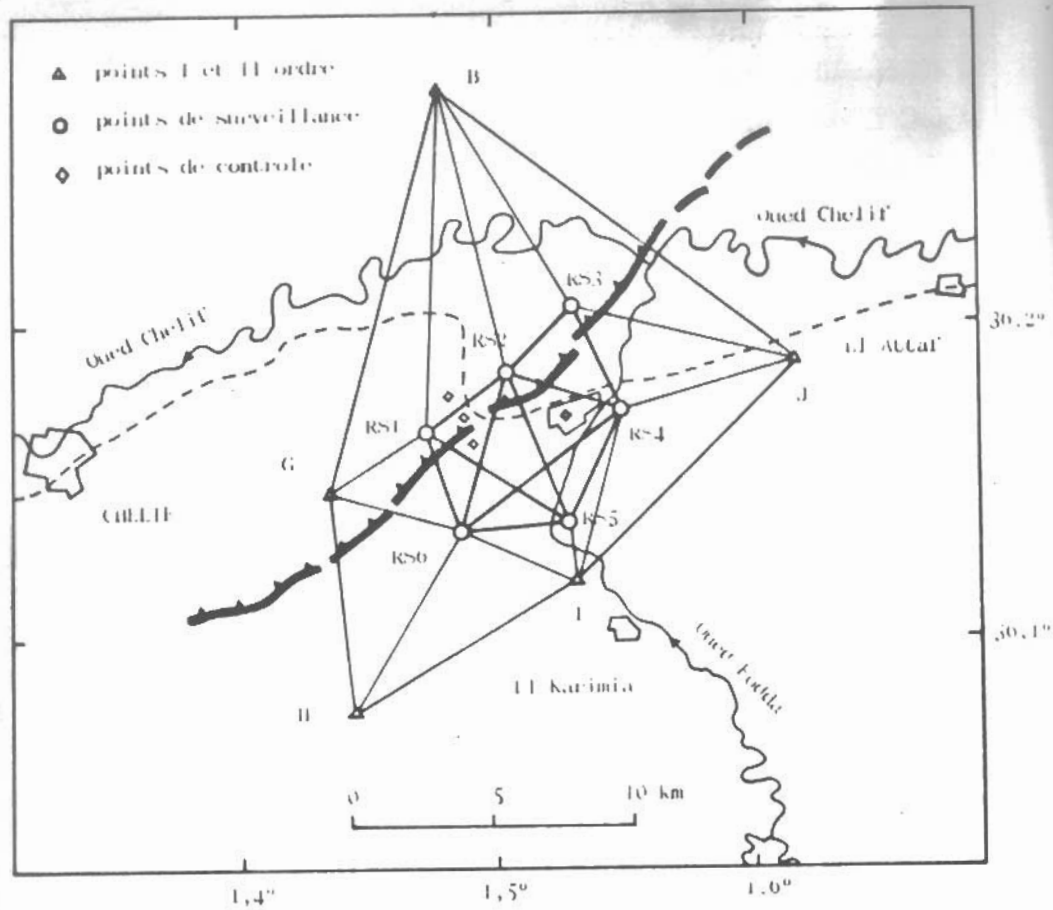 points I et II ordre
points de surveillance
points de controle
B
Oued Chelif
RS3
36.2°
Oued Chelif
RS2
El Attaf
J
RS1
RS4
G
CHELIF
RS5
RS6
I
36.1°
Oued Fodda
El Karimia
H
0 5 10 km
1,4° 1,5° 1.6°